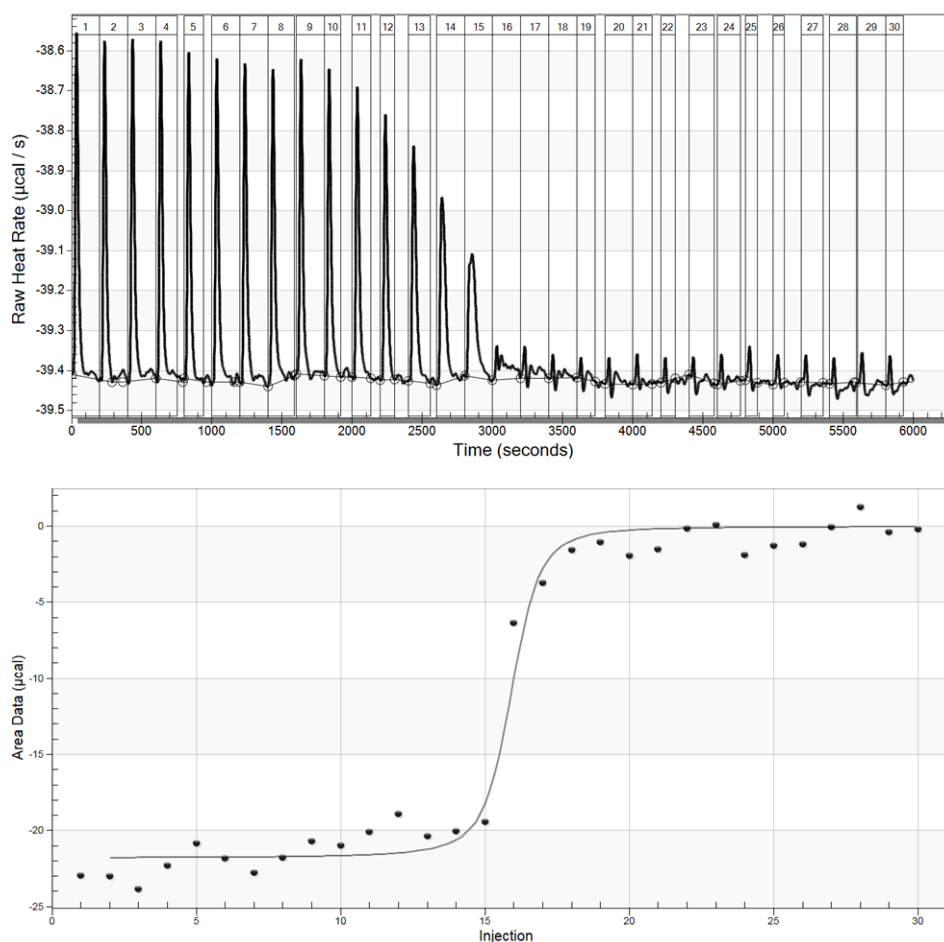 1 2 3 4 5 6 7 8 9 10 11 12 13 14 15 16 17 18 19 20 21 22 23 24 25 26 27 28 29 30
-38.6
-38.7
-38.8
-38.9
-39.0
-39.1
-39.2
-39.3
-39.4
-39.5
Raw Heat Rate (µcal / s)
0 500 1000 1500 2000 2500 3000 3500 4000 4500 5000 5500 6000
Time (seconds)
0
-5
-10
-15
-20
-25
Area Data (µcal)
0 5 10 15 20 25 30
Injection